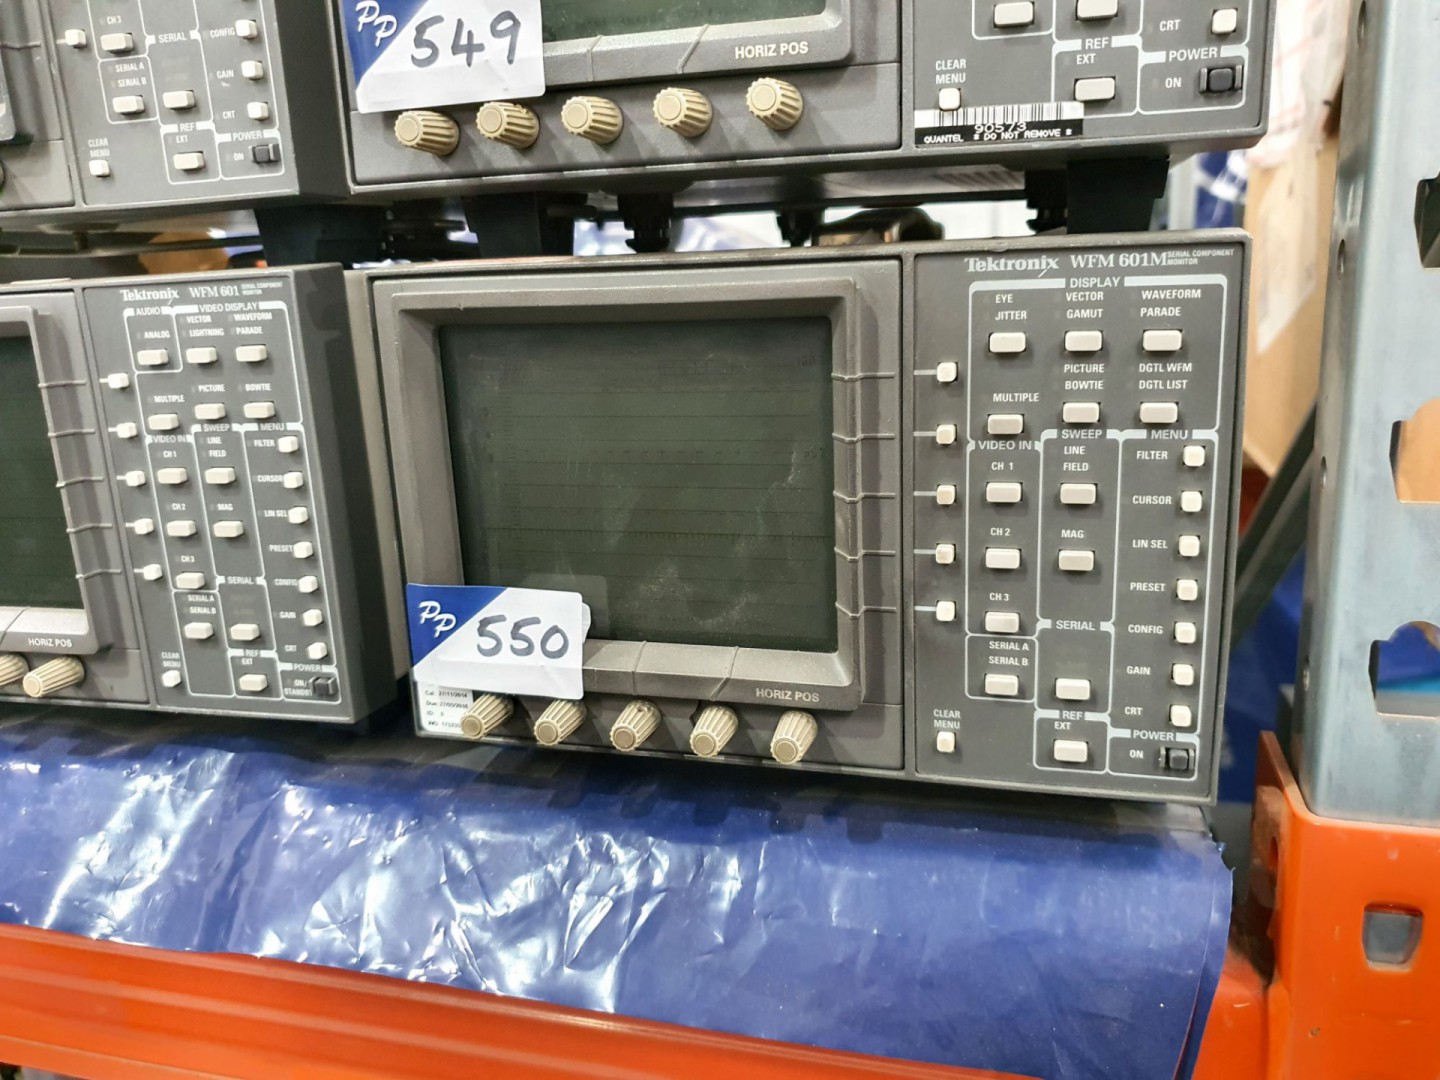 CH 3
SERIAL
CONFIG
SERIAL A
SERIAL B
GAIN
CRT
REF
EXT
CLEAR
MENU
POWER
ON
PP
549
HORIZ POS
CLEAR
MENU
REF
EXT
CRT
POWER
ON
90573
QUANTEL * DO NOT REMOVE *
Tektronix WFM 601 SERIAL COMPONENT
MONITOR
AUDIO
VIDEO DISPLAY
VECTOR WAVEFORM
ANALOG LIGHTNING PARADE
PICTURE BOWTIE
MULTIPLE
VIDEO IN SWEEP MENU
CH 1 LINE
FIELD
FILTER
CURSOR
CH 2 MAG
LIN SEL
PRESET
CH 3
SERIAL
CONFIG
SERIAL A
SERIAL B
GAIN
CRT
REF
EXT
CLEAR
MENU
POWER
ON/
STANDBY
HORIZ POS
Tektronix WFM 601M SERIAL COMPONENT
MONITOR
DISPLAY
EYE VECTOR WAVEFORM
JITTER GAMUT PARADE
PICTURE DGTL WFM
BOWTIE DGTL LIST
MULTIPLE
VIDEO IN SWEEP MENU
CH 1 LINE
FIELD
FILTER
CURSOR
CH 2 MAG
LIN SEL
PRESET
CH 3
SERIAL
CONFIG
SERIAL A
SERIAL B
GAIN
CRT
REF
EXT
CLEAR
MENU
POWER
ON
PP
550
HORIZ POS